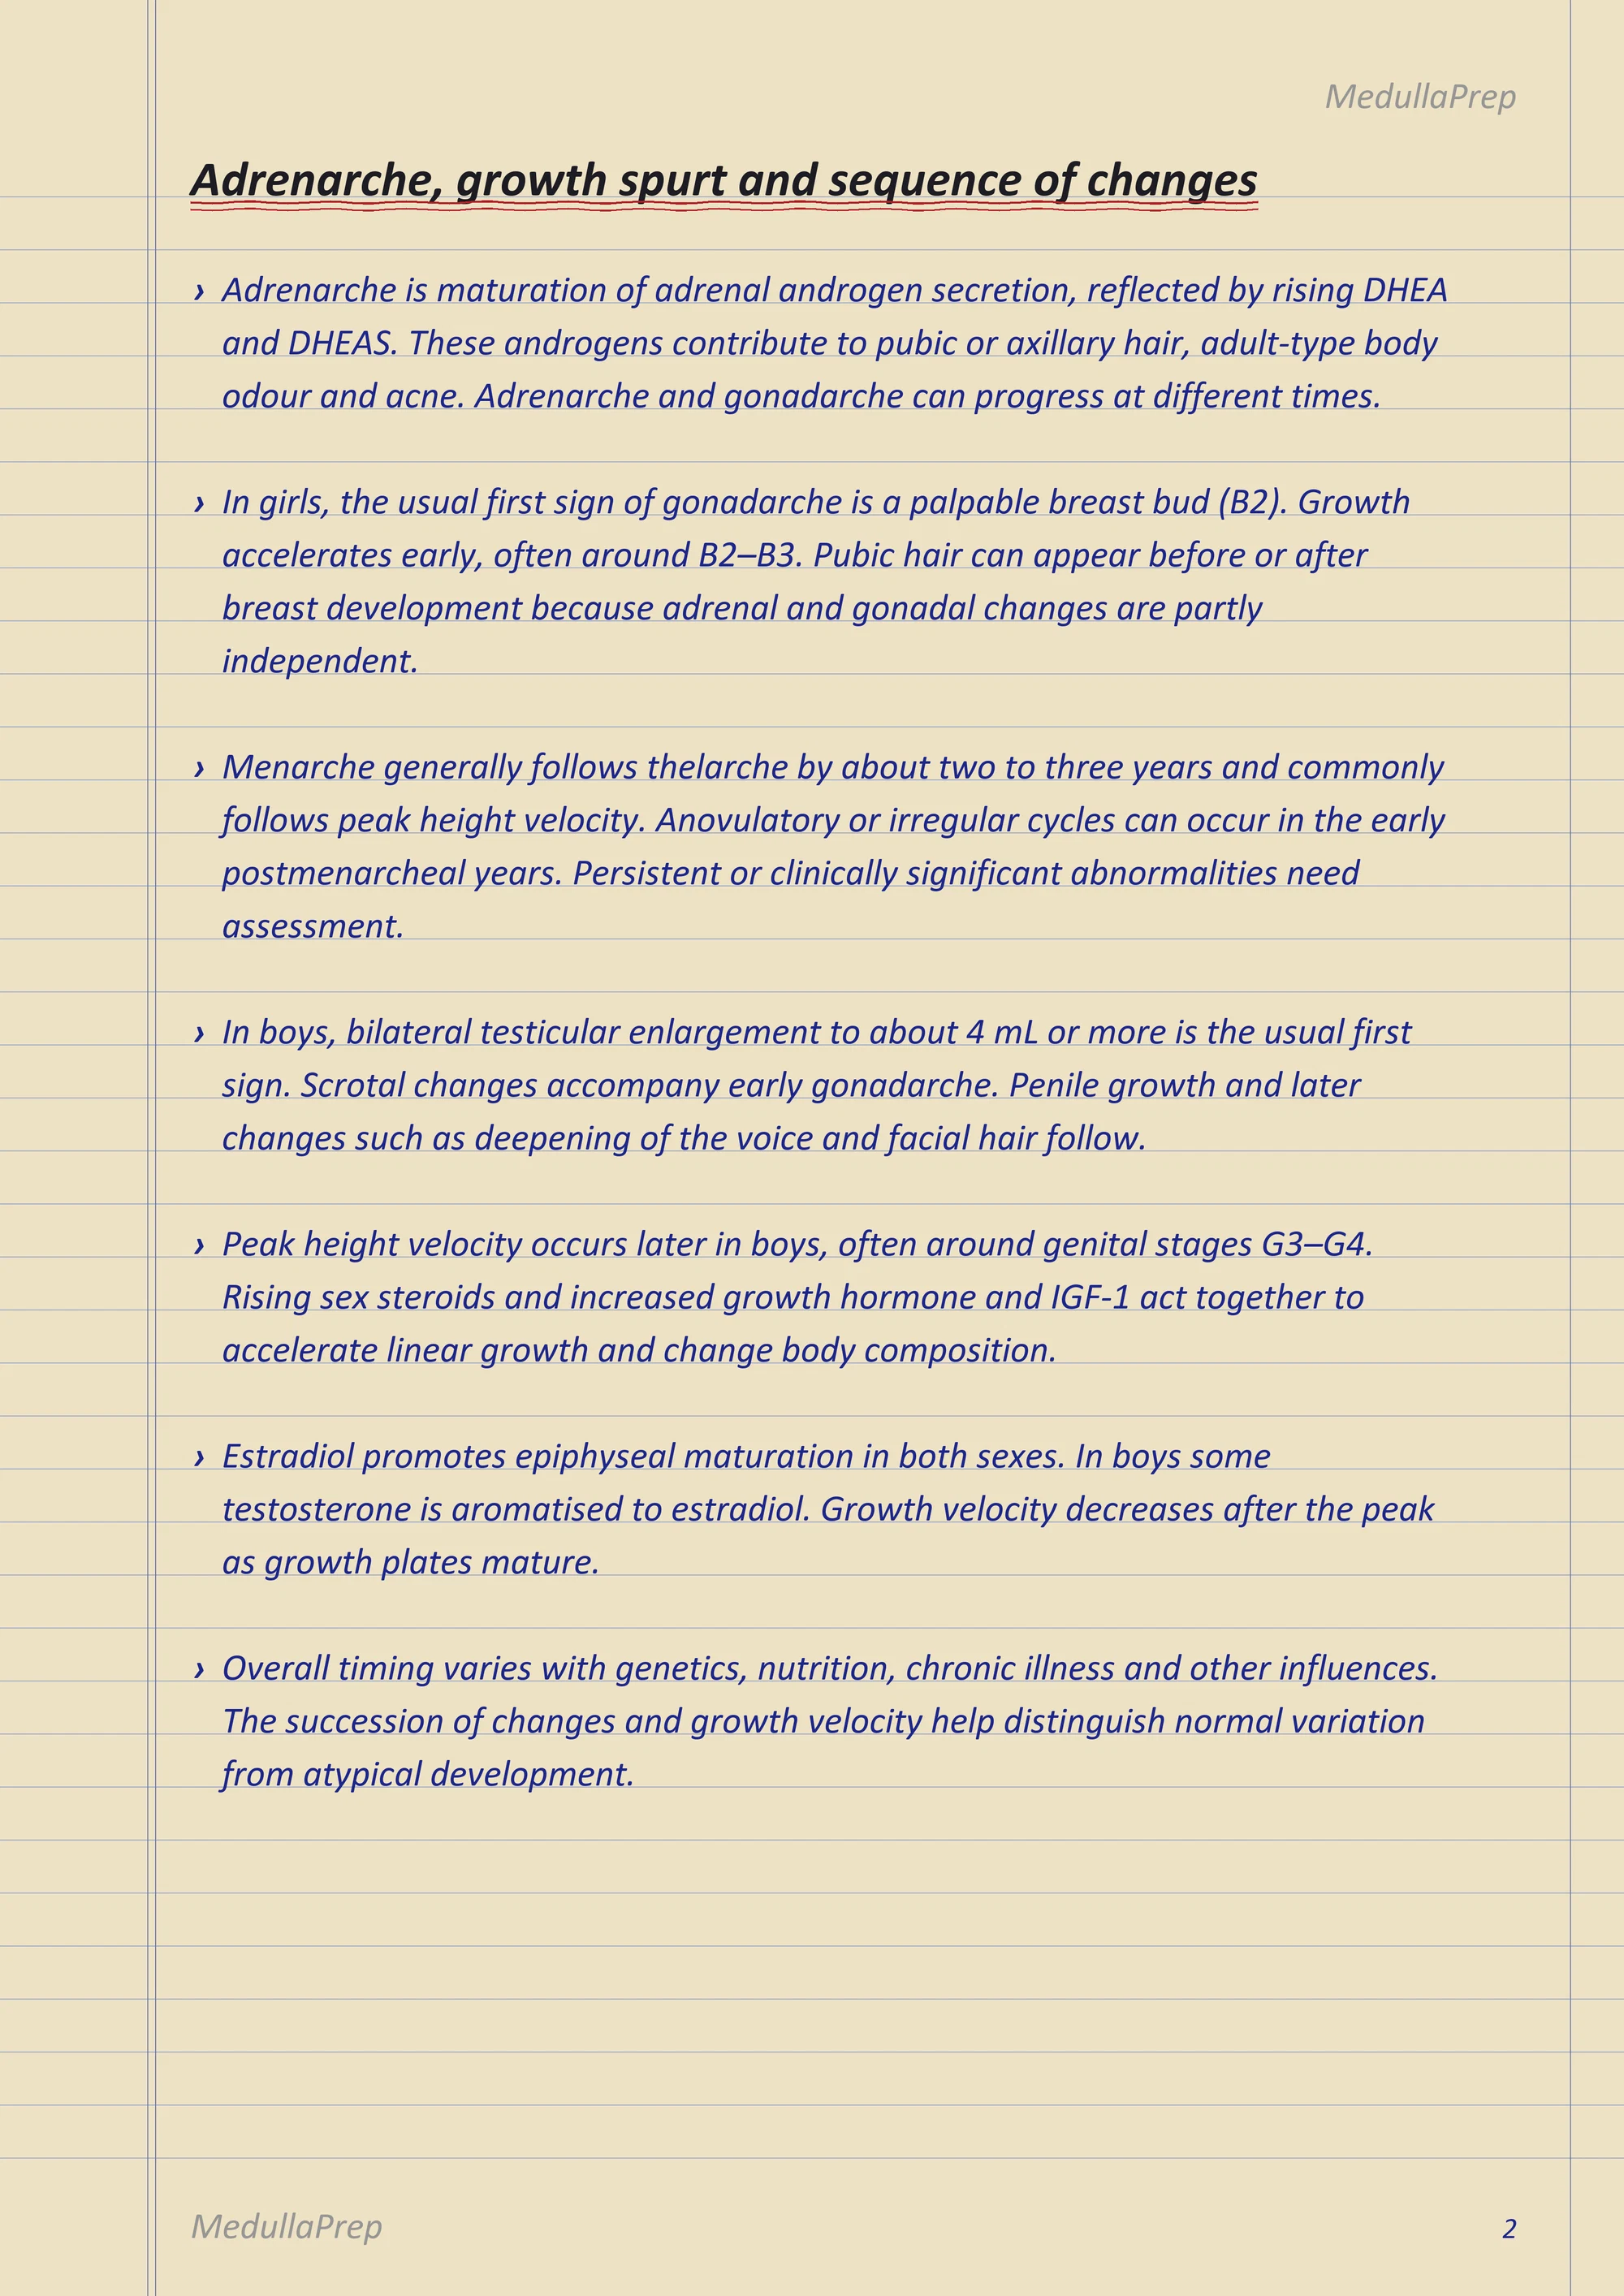 MedullaPrep
Adrenarche, growth spurt and sequence of changes
› Adrenarche is maturation of adrenal androgen secretion, reflected by rising DHEA
and DHEAS. These androgens contribute to pubic or axillary hair, adult-type body
odour and acne. Adrenarche and gonadarche can progress at different times.
› In girls, the usual first sign of gonadarche is a palpable breast bud (B2). Growth
accelerates early, often around B2–B3. Pubic hair can appear before or after
breast development because adrenal and gonadal changes are partly
independent.
› Menarche generally follows thelarche by about two to three years and commonly
follows peak height velocity. Anovulatory or irregular cycles can occur in the early
postmenarcheal years. Persistent or clinically significant abnormalities need
assessment.
› In boys, bilateral testicular enlargement to about 4 mL or more is the usual first
sign. Scrotal changes accompany early gonadarche. Penile growth and later
changes such as deepening of the voice and facial hair follow.
› Peak height velocity occurs later in boys, often around genital stages G3–G4.
Rising sex steroids and increased growth hormone and IGF-1 act together to
accelerate linear growth and change body composition.
› Estradiol promotes epiphyseal maturation in both sexes. In boys some
testosterone is aromatised to estradiol. Growth velocity decreases after the peak
as growth plates mature.
› Overall timing varies with genetics, nutrition, chronic illness and other influences.
The succession of changes and growth velocity help distinguish normal variation
from atypical development.
MedullaPrep
2